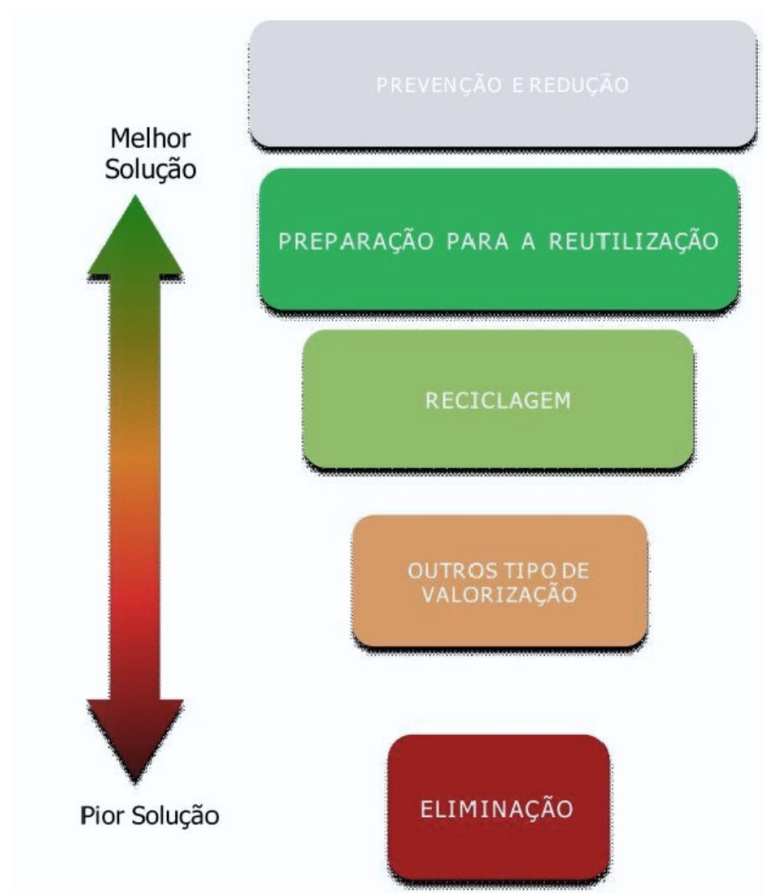 PREVENÇÃO E REDUÇÃO
Melhor
Solução
PREPARAÇÃO PARA A REUTILIZAÇÃO
RECICLAGEM
OUTROS TIPO DE
VALORIZAÇÃO
ELIMINAÇÃO
Pior Solução